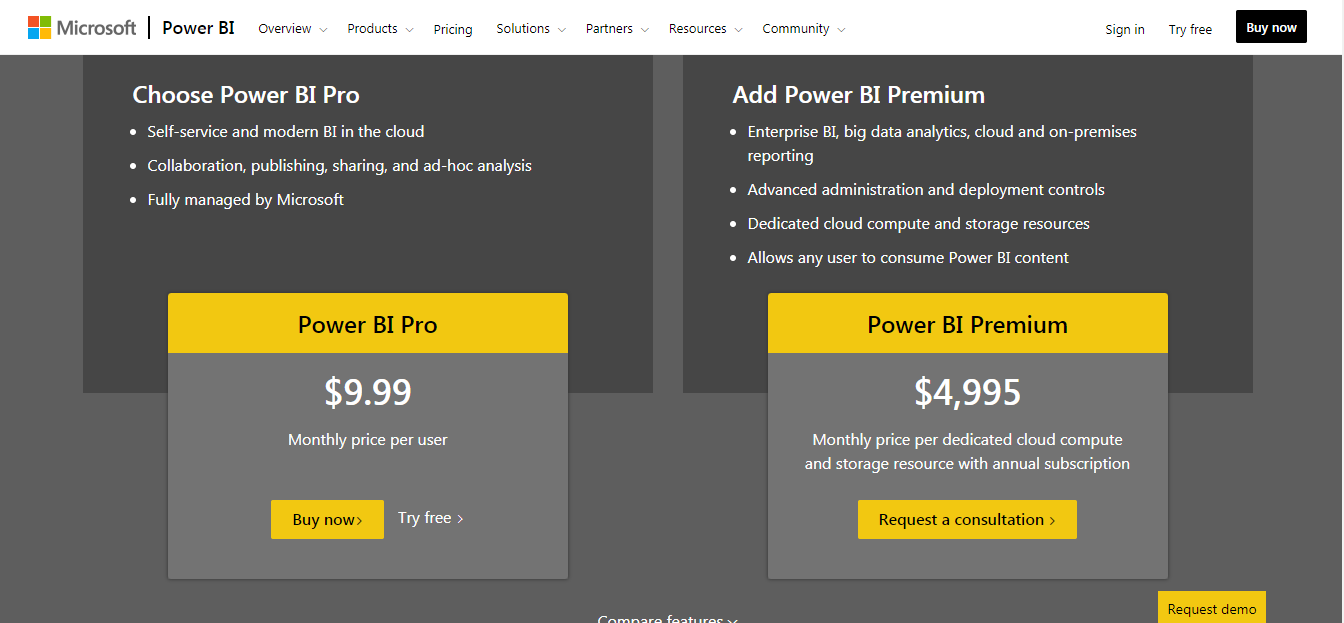 Microsoft | Power BI Overview Products Pricing Solutions Partners Resources Community Sign in Try free Buy now
Choose Power BI Pro
• Self-service and modern BI in the cloud
• Collaboration, publishing, sharing, and ad-hoc analysis
• Fully managed by Microsoft
Power BI Pro
$9.99
Monthly price per user
Buy now› Try free ›
Add Power BI Premium
• Enterprise BI, big data analytics, cloud and on-premises
reporting
• Advanced administration and deployment controls
• Dedicated cloud compute and storage resources
• Allows any user to consume Power BI content
Power BI Premium
$4,995
Monthly price per dedicated cloud compute
and storage resource with annual subscription
Request a consultation ›
Compare features
Request demo